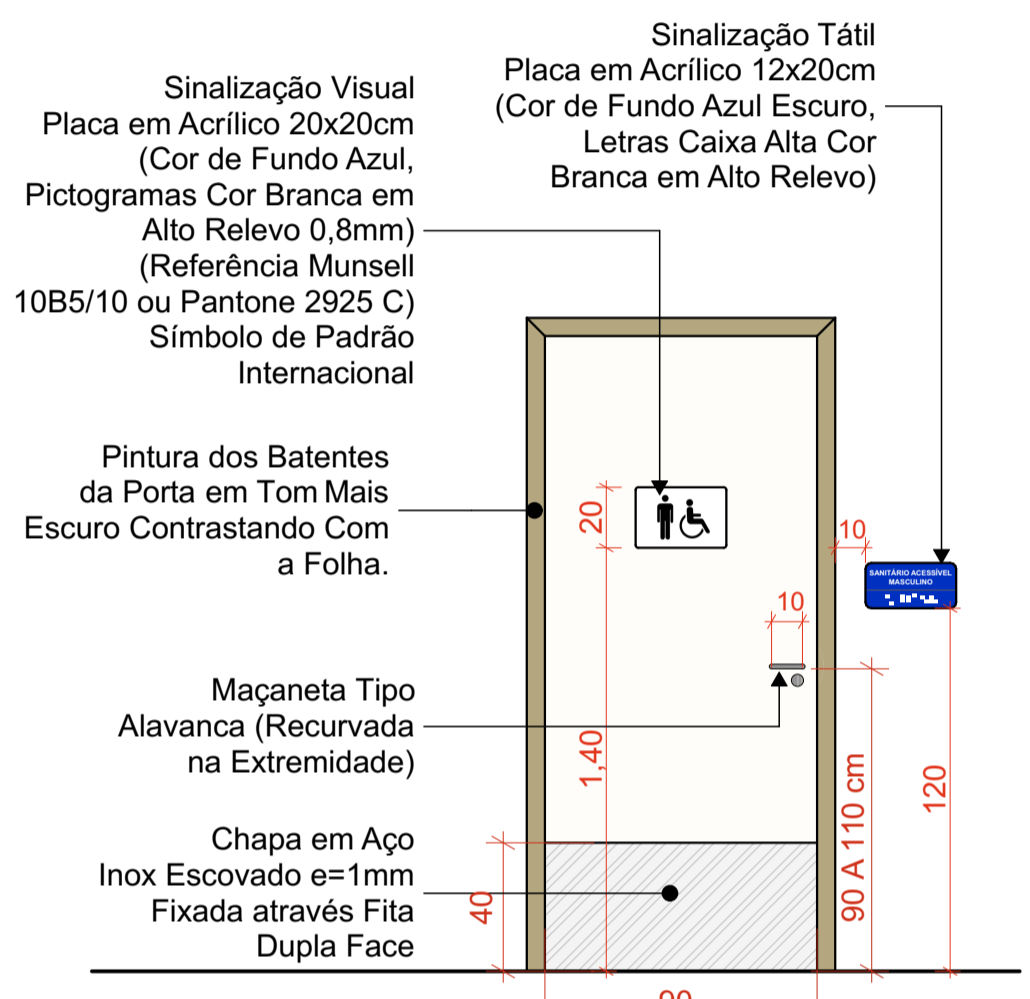 Sinalização Visual
Placa em Acrílico 20x20cm
(Cor de Fundo Azul,
Pictogramas Cor Branca em
Alto Relevo 0,8mm)
(Referência Munsell
10B5/10 ou Pantone 2925 C)
Símbolo de Padrão
Internacional
Sinalização Tátil
Placa em Acrílico 12x20cm
(Cor de Fundo Azul Escuro,
Letras Caixa Alta Cor
Branca em Alto Relevo)
Pintura dos Batentes
da Porta em Tom Mais
Escuro Contrastando Com
a Folha.
20
10
SANITÁRIO ACESSÍVEL
MASCULINO
10
Maçaneta Tipo
Alavanca (Recurvada
na Extremidade)
1,40
90 A 110 cm
120
Chapa em Aço
Inox Escovado e=1mm
Fixada através Fita
Dupla Face
40
90